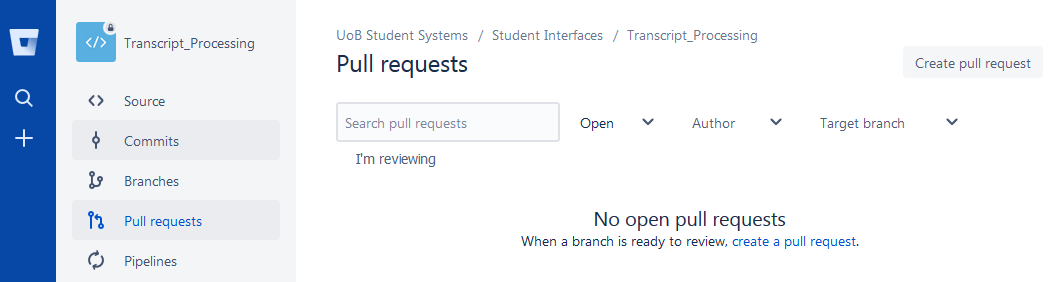 Transcript_Processing
Source
Commits
Branches
Pull requests
Pipelines
UoB Student Systems / Student Interfaces / Transcript_Processing
Pull requests
Create pull request
Search pull requests
Open
Author
Target branch
I'm reviewing
No open pull requests
When a branch is ready to review, create a pull request.